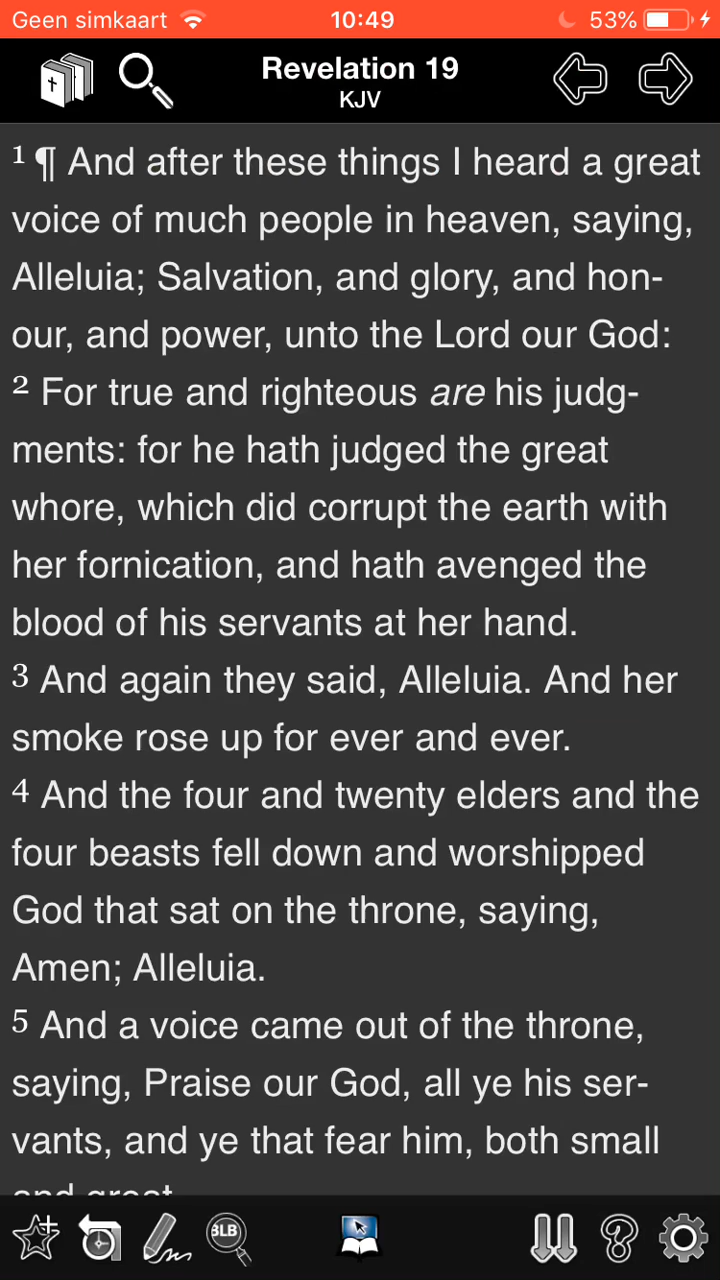 Geen simkaart 10:49 53%
Revelation 19
KJV
1 ¶ And after these things I heard a great
voice of much people in heaven, saying,
Alleluia; Salvation, and glory, and hon-
our, and power, unto the Lord our God:
2 For true and righteous are his judg-
ments: for he hath judged the great
whore, which did corrupt the earth with
her fornication, and hath avenged the
blood of his servants at her hand.
3 And again they said, Alleluia. And her
smoke rose up for ever and ever.
4 And the four and twenty elders and the
four beasts fell down and worshipped
God that sat on the throne, saying,
Amen; Alleluia.
5 And a voice came out of the throne,
saying, Praise our God, all ye his ser-
vants, and ye that fear him, both small
and great.
BLB